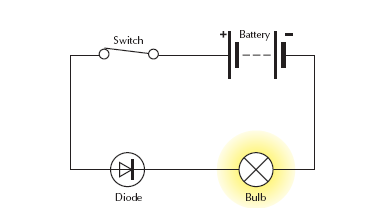 Switch
+ Battery -
Diode
Bulb